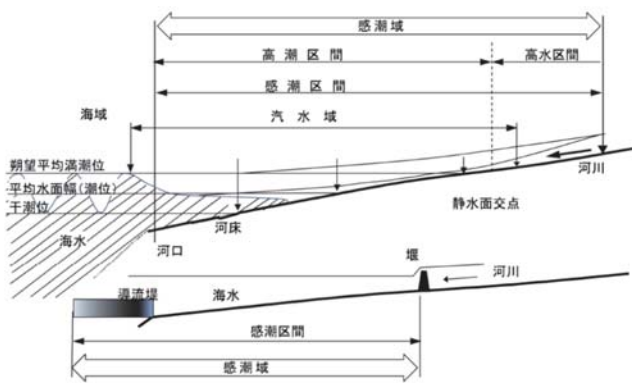 感潮域
高潮区間
高水区間
感潮区間
海域
汽水域
朔望平均満潮位
平均水面幅(潮位)
干潮位
河川
静水面交点
河床
海水
河口
堰
河川
導流堤
海水
感潮区間
感潮域